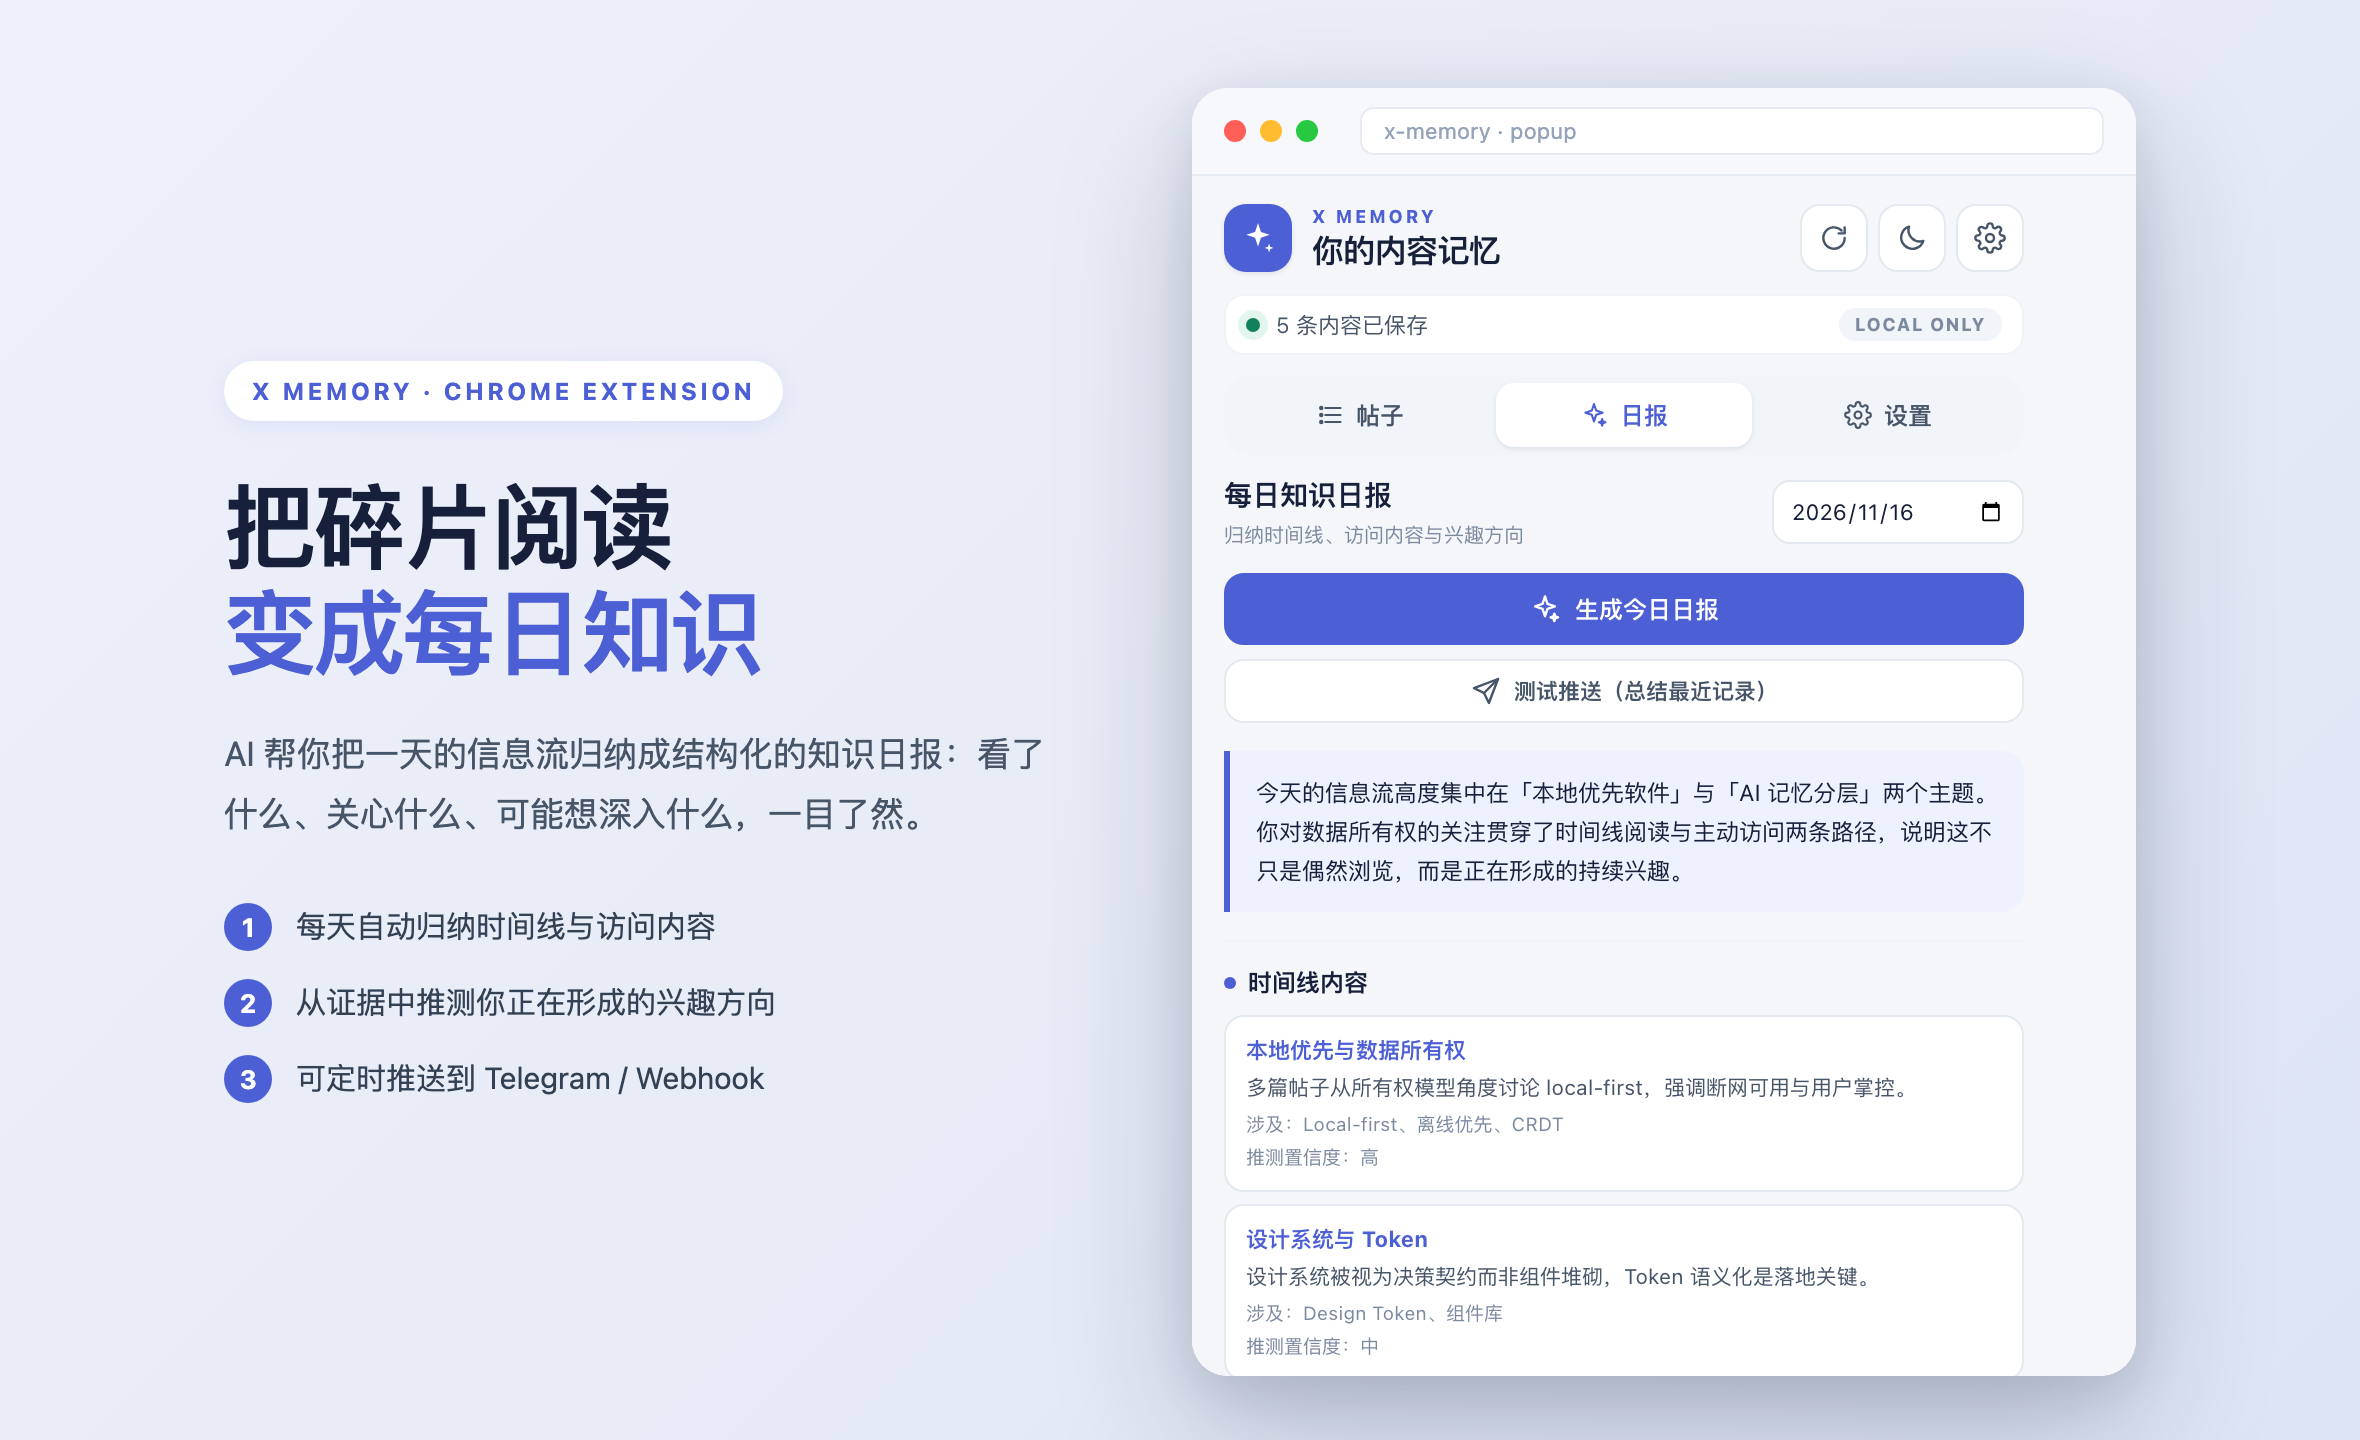 X MEMORY · CHROME EXTENSION
把碎片阅读
变成每日知识
AI 帮你把一天的信息流归纳成结构化的知识日报：看了
什么、关心什么、可能想深入什么，一目了然。
1 每天自动归纳时间线与访问内容
2 从证据中推测你正在形成的兴趣方向
3 可定时推送到 Telegram / Webhook
x-memory · popup
X MEMORY
你的内容记忆
5 条内容已保存
LOCAL ONLY
帖子
日报
设置
每日知识日报
归纳时间线、访问内容与兴趣方向
2026/11/16
生成今日日报
测试推送（总结最近记录）
今天的信息流高度集中在「本地优先软件」与「AI 记忆分层」两个主题。
你对数据所有权的关注贯穿了时间线阅读与主动访问两条路径，说明这不
只是偶然浏览，而是正在形成的持续兴趣。
时间线内容
本地优先与数据所有权
多篇帖子从所有权模型角度讨论 local-first，强调断网可用与用户掌控。
涉及：Local-first、离线优先、CRDT
推测置信度：高
设计系统与 Token
设计系统被视为决策契约而非组件堆砌，Token 语义化是落地关键。
涉及：Design Token、组件库
推测置信度：中